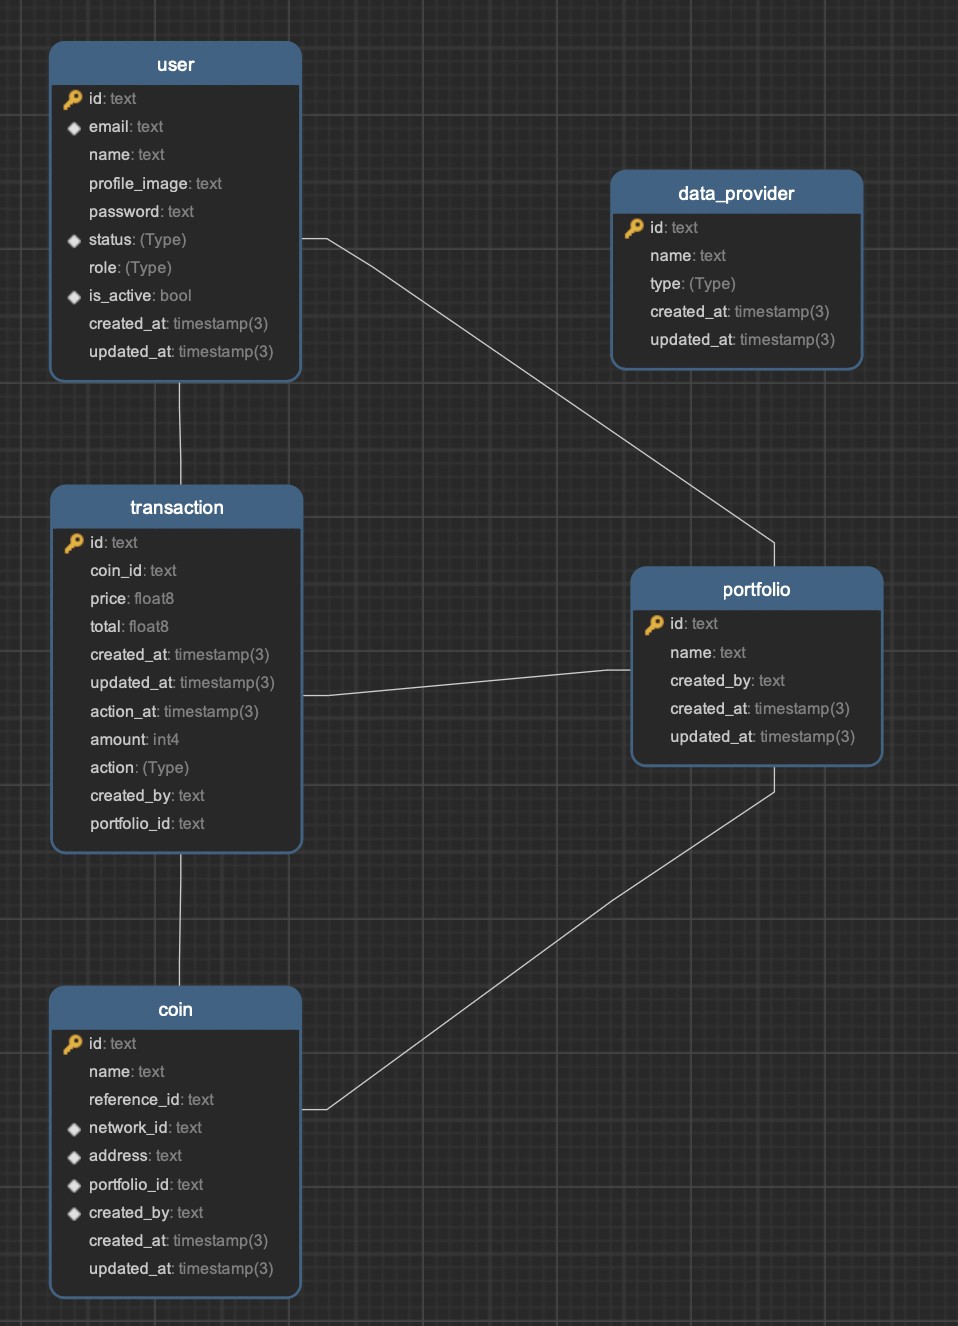 user
id: text
email: text
name: text
profile_image: text
password: text
status: (Type)
role: (Type)
is_active: bool
created_at: timestamp(3)
updated_at: timestamp(3)
data_provider
id: text
name: text
type: (Type)
created_at: timestamp(3)
updated_at: timestamp(3)
transaction
id: text
coin_id: text
price: float8
total: float8
created_at: timestamp(3)
updated_at: timestamp(3)
action_at: timestamp(3)
amount: int4
action: (Type)
created_by: text
portfolio_id: text
portfolio
id: text
name: text
created_by: text
created_at: timestamp(3)
updated_at: timestamp(3)
coin
id: text
name: text
reference_id: text
network_id: text
address: text
portfolio_id: text
created_by: text
created_at: timestamp(3)
updated_at: timestamp(3)